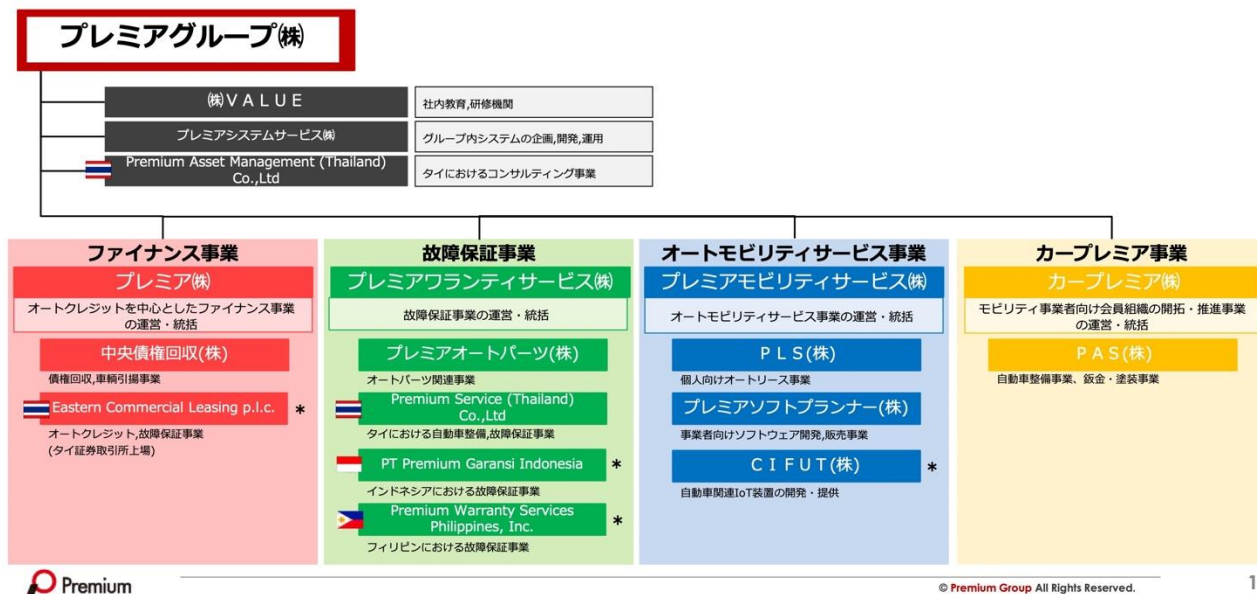 プレミアグループ㈱
㈱ＶＡＬＵＥ
社内教育,研修機関
プレミアシステムサービス㈱
グループ内システムの企画,開発,運用
Premium Asset Management (Thailand)
Co.,Ltd
タイにおけるコンサルティング事業
ファイナンス事業
プレミア㈱
オートクレジットを中心としたファイナンス事業
の運営・統括
中央債権回収(株)
債権回収,車輌引揚事業
Eastern Commercial Leasing p.l.c. *
オートクレジット,故障保証事業
(タイ証券取引所上場)
故障保証事業
プレミアワランティサービス㈱
故障保証事業の運営・統括
プレミアオートパーツ(株)
オートパーツ関連事業
Premium Service (Thailand)
Co.,Ltd
タイにおける自動車整備,故障保証事業
PT Premium Garansi Indonesia *
インドネシアにおける故障保証事業
Premium Warranty Services
Philippines, Inc. *
フィリピンにおける故障保証事業
オートモビリティサービス事業
プレミアモビリティサービス㈱
オートモビリティサービス事業の運営・統括
ＰＬＳ(株)
個人向けオートリース事業
プレミアソフトプランナー(株)
事業者向けソフトウェア開発,販売事業
ＣＩＦＵＴ(株) *
自動車関連IoT装置の開発・提供
カープレミア事業
カープレミア㈱
モビリティ事業者向け会員組織の開拓・推進事業
の運営・統括
ＰＡＳ(株)
自動車整備事業、鈑金・塗装事業
Premium
© Premium Group All Rights Reserved.
1